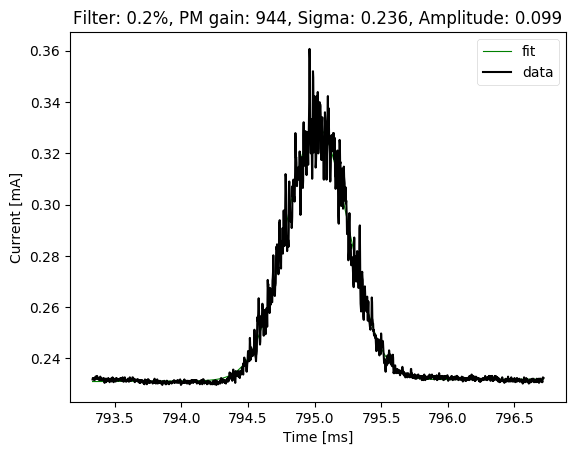 Filter: 0.2%, PM gain: 944, Sigma: 0.236, Amplitude: 0.099
fit
data
0.36
0.34
0.32
0.30
0.28
0.26
0.24
Current [mA]
793.5 794.0 794.5 795.0 795.5 796.0 796.5
Time [ms]